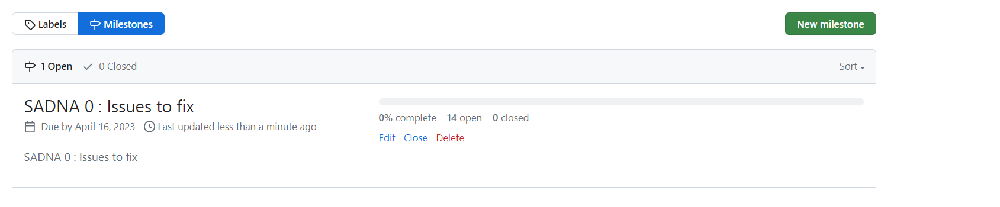 Labels Milestones New milestone
1 Open 0 Closed Sort
SADNA 0 : Issues to fix
Due by April 16, 2023 Last updated less than a minute ago
SADNA 0 : Issues to fix
0% complete 14 open 0 closed
Edit Close Delete